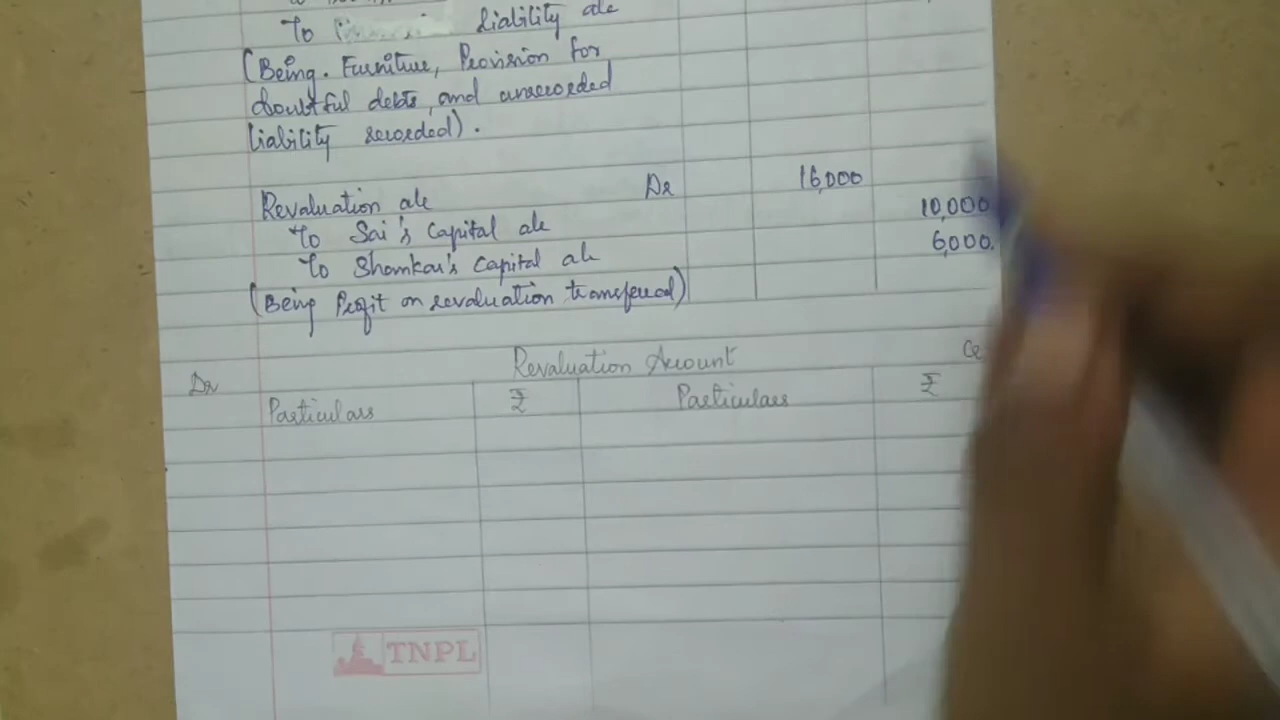 To Liability a/c
(Being. Furniture, Provision for
doubtful debts, and unrecorded
liability recorded).
Revaluation a/c Dr 16,000
To Sai's Capital a/c 10,000
To Shankar's Capital a/c 6,000.
(Being Profit on revaluation transferred)
Revaluation Account
Dr Cr
Particulars ₹ Particulars ₹
TNPL